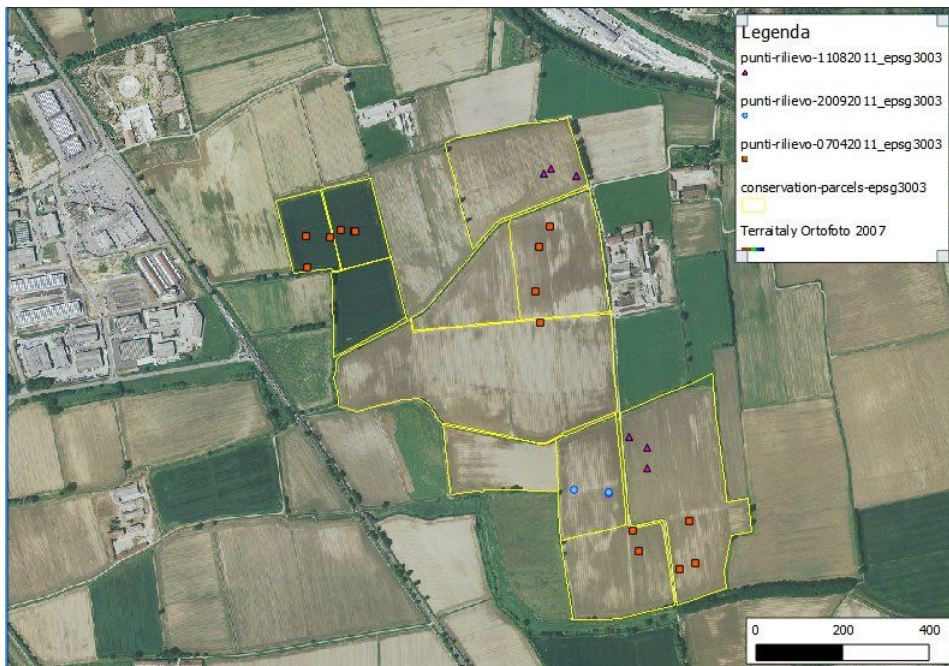 Legenda
punti-rilievo-11082011_epsg3003
punti-rilievo-20092011_epsg3003
punti-rilievo-07042011_epsg3003
conservation-parcels-epsg3003
Terraitaly Ortofoto 2007
0 200 400